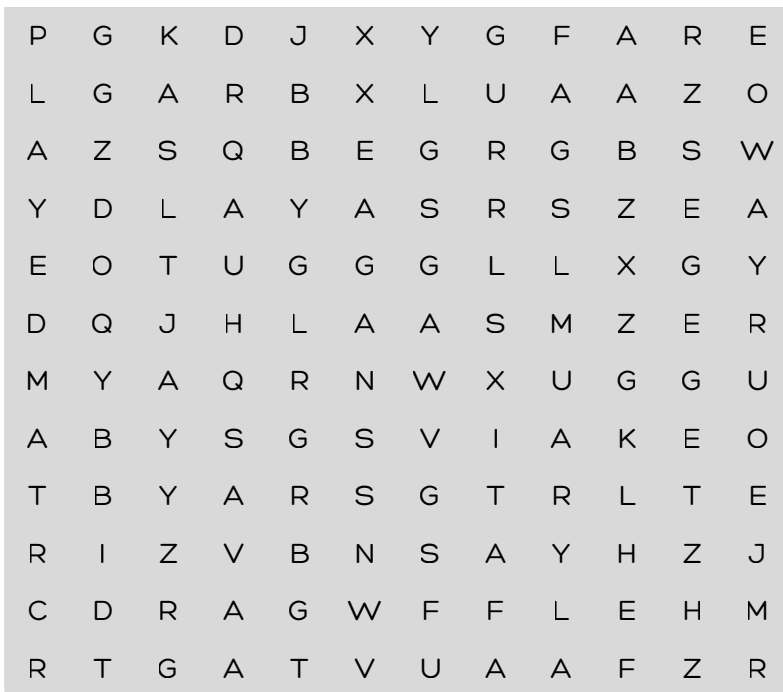 P G K D J X Y G F A R E
L G A R B X L U A A Z O
A Z S Q B E G R G B S W
Y D L A Y A S R S Z E A
E O T U G G G L L X G Y
D Q J H L A A S M Z E R
M Y A Q R N W X U G G U
A B Y S G S V I A K E O
T B Y A R S G T R L T E
R I Z V B N S A Y H Z J
C D R A G W F F L E H M
R T G A T V U A A F Z R